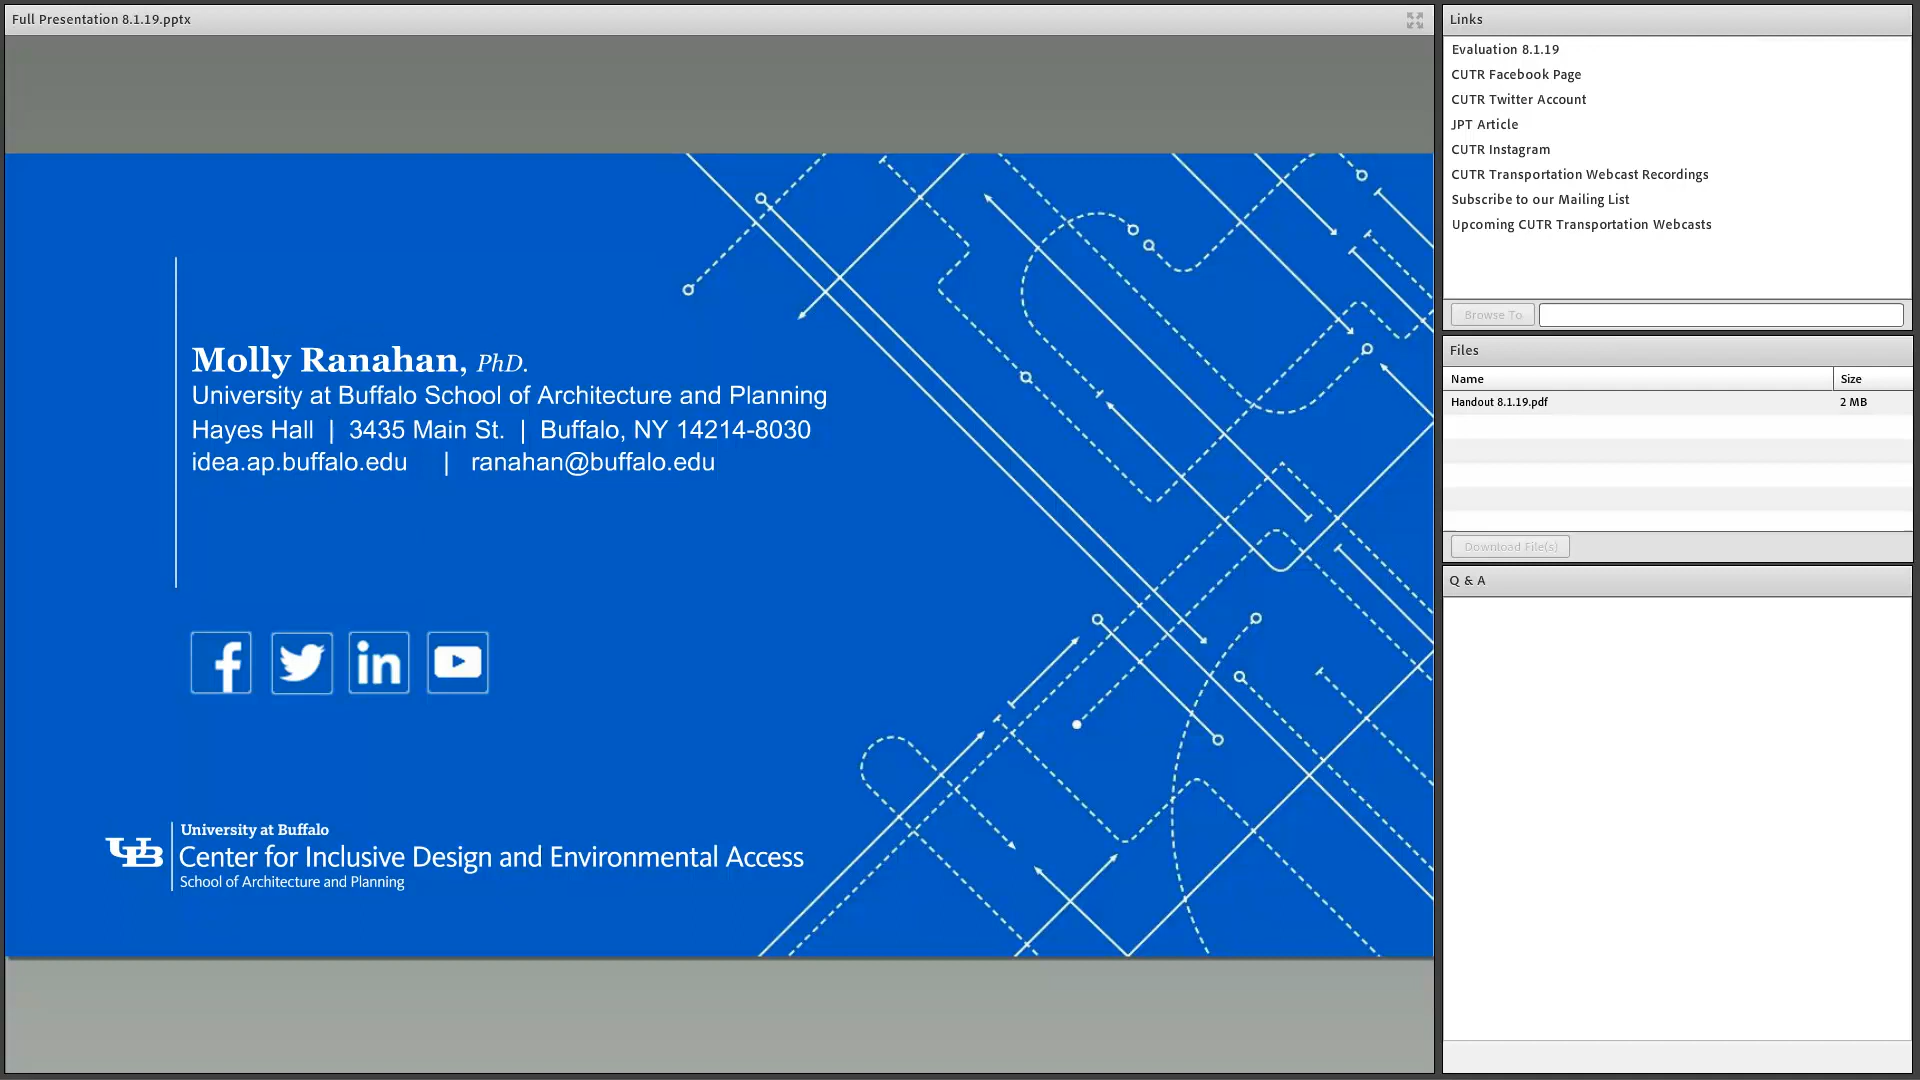 Full Presentation 8.1.19.pptx
Molly Ranahan, PhD.
University at Buffalo School of Architecture and Planning
Hayes Hall | 3435 Main St. | Buffalo, NY 14214-8030
idea.ap.buffalo.edu | ranahan@buffalo.edu
f
in
UB
University at Buffalo
Center for Inclusive Design and Environmental Access
School of Architecture and Planning
Links
Evaluation 8.1.19
CUTR Facebook Page
CUTR Twitter Account
JPT Article
CUTR Instagram
CUTR Transportation Webcast Recordings
Subscribe to our Mailing List
Upcoming CUTR Transportation Webcasts
Browse To
Files
Name Size
Handout 8.1.19.pdf 2 MB
Download File(s)
Q & A